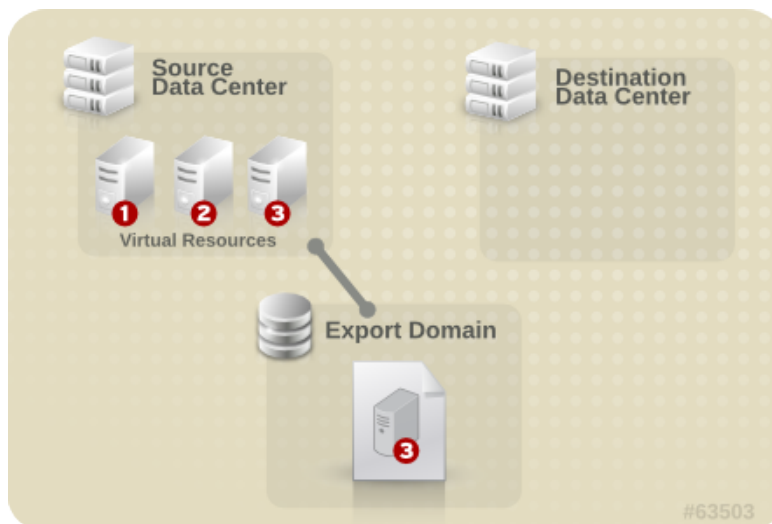 Source
Data Center
Destination
Data Center
1 2 3
Virtual Resources
Export Domain
3
#63503